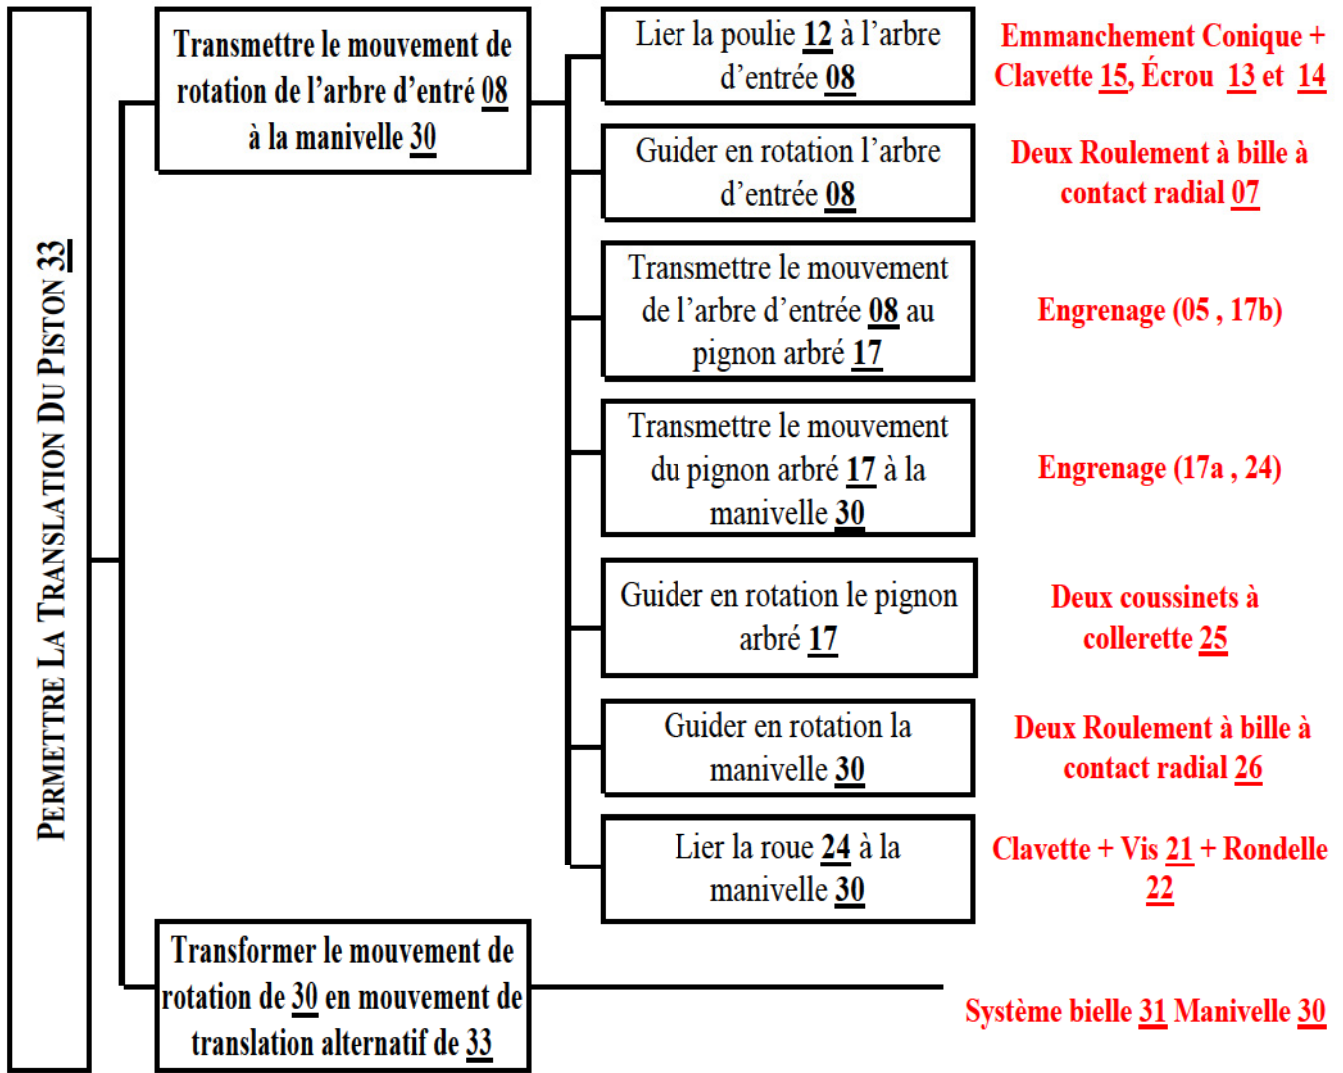 PERMETTRE LA TRANSLATION DU PISTON 33
Transmettre le mouvement de
rotation de l'arbre d'entré 08
à la manivelle 30
Lier la poulie 12 à l'arbre
d'entrée 08
Emmanchement Conique +
Clavette 15, Écrou 13 et 14
Guider en rotation l'arbre
d'entrée 08
Deux Roulement à bille à
contact radial 07
Transmettre le mouvement
de l'arbre d'entrée 08 au
pignon arbré 17
Engrenage (05 , 17b)
Transmettre le mouvement
du pignon arbré 17 à la
manivelle 30
Engrenage (17a , 24)
Guider en rotation le pignon
arbré 17
Deux coussinets à
collerette 25
Guider en rotation la
manivelle 30
Deux Roulement à bille à
contact radial 26
Lier la roue 24 à la
manivelle 30
Clavette + Vis 21 + Rondelle
22
Transformer le mouvement de
rotation de 30 en mouvement de
translation alternatif de 33
Système bielle 31 Manivelle 30